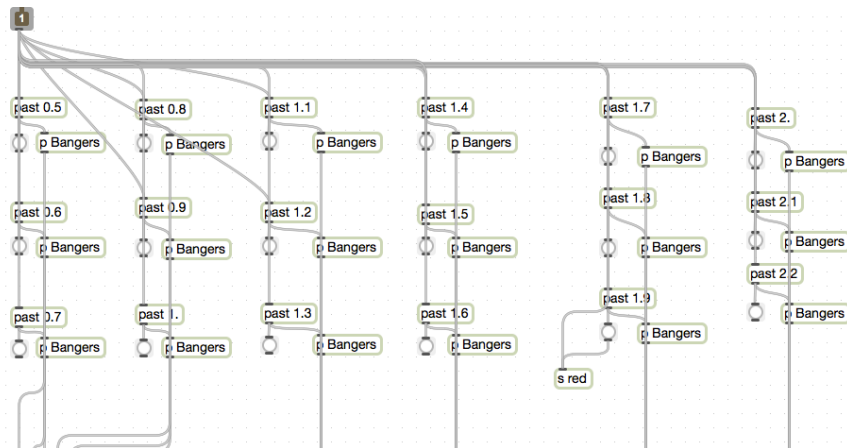 1
past 0.5
past 0.8
past 1.1
past 1.4
past 1.7
past 2.
p Bangers
p Bangers
p Bangers
p Bangers
p Bangers
p Bangers
past 0.6
past 0.9
past 1.2
past 1.5
past 1.8
past 2.1
p Bangers
p Bangers
p Bangers
p Bangers
p Bangers
p Bangers
past 0.7
past 1.
past 1.3
past 1.6
past 1.9
past 2.2
p Bangers
p Bangers
p Bangers
p Bangers
p Bangers
p Bangers
s red